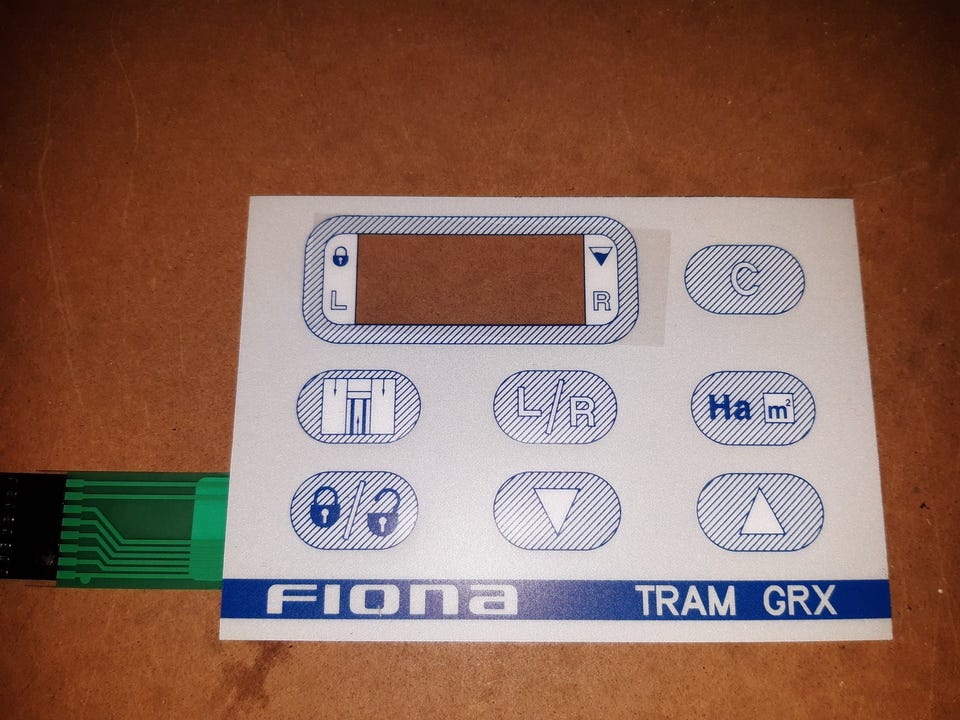 L R
C
L/R
Ha m²
FIONA TRAM GRX